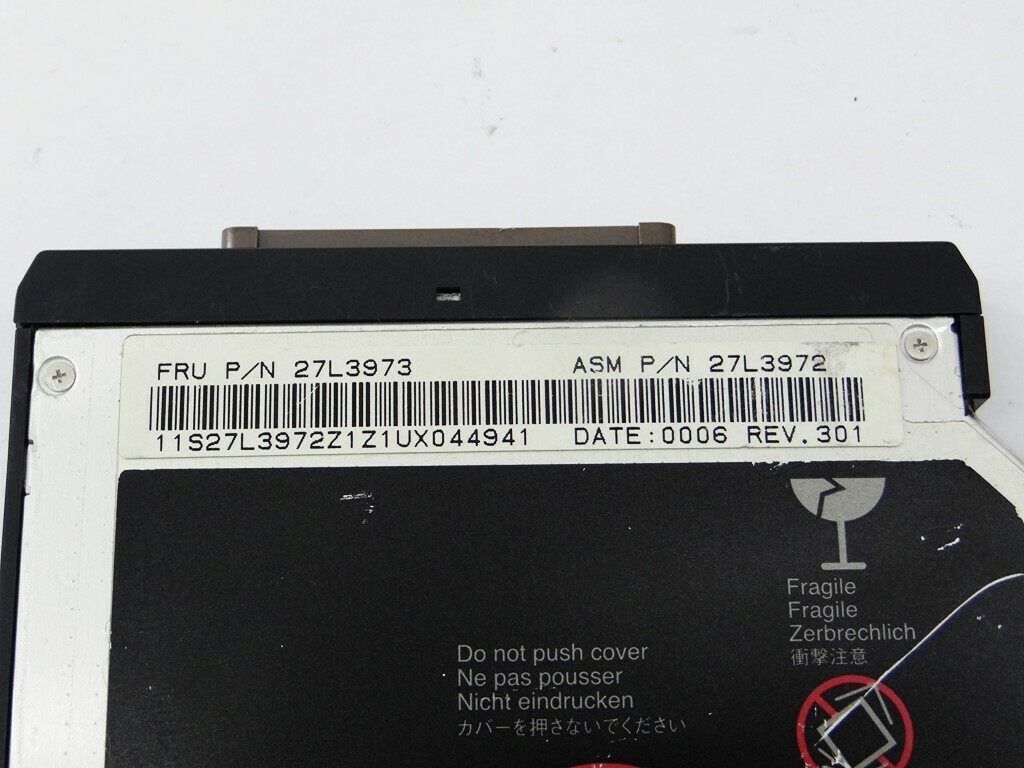 FRU P/N 27L3973 ASM P/N 27L3972
11S27L3972Z1Z1UX044941 DATE:0006 REV.301
Fragile
Fragile
Zerbrechlich
衝撃注意
Do not push cover
Ne pas pousser
Nicht eindrucken
カバーを押さないでください